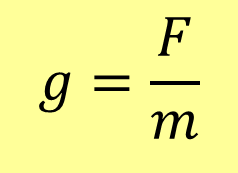 g = F/m